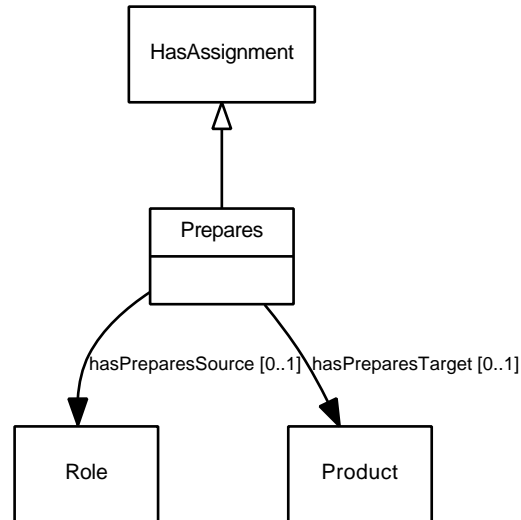 HasAssignment
Prepares
hasPreparesSource [0..1]
hasPreparesTarget [0..1]
Role
Product